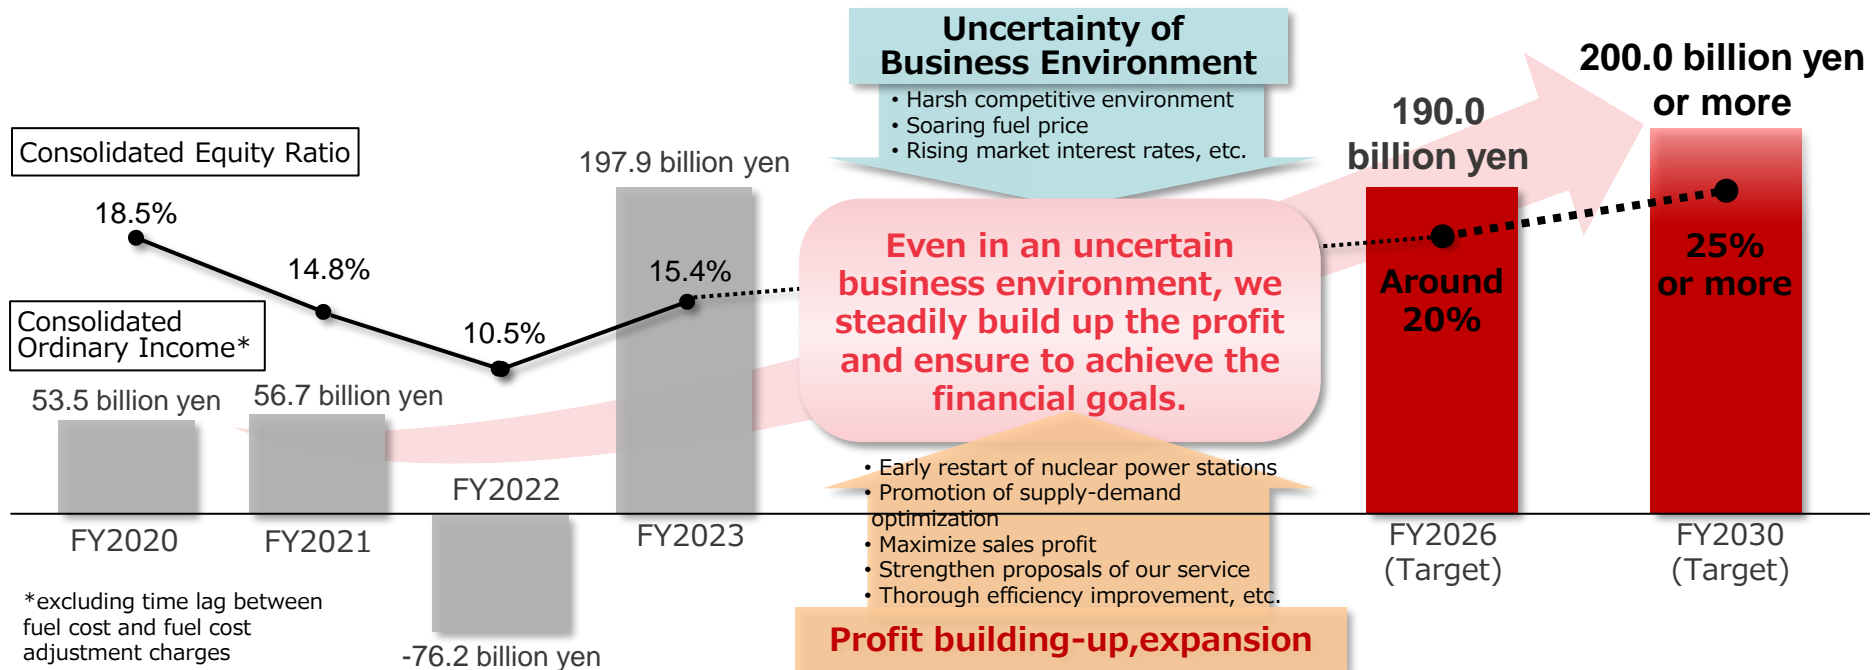 Uncertainty of
Business Environment
• Harsh competitive environment
• Soaring fuel price
• Rising market interest rates, etc.
200.0 billion yen
or more
190.0
billion yen
Consolidated Equity Ratio
197.9 billion yen
18.5%
14.8%
10.5%
15.4%
Even in an uncertain
business environment, we
steadily build up the profit
and ensure to achieve the
financial goals.
Around
20%
25%
or more
Consolidated
Ordinary Income*
53.5 billion yen
56.7 billion yen
FY2020
FY2021
FY2022
FY2023
-76.2 billion yen
• Early restart of nuclear power stations
• Promotion of supply-demand
optimization
• Maximize sales profit
• Strengthen proposals of our service
• Thorough efficiency improvement, etc.
Profit building-up,expansion
FY2026
(Target)
FY2030
(Target)
*excluding time lag between
fuel cost and fuel cost
adjustment charges